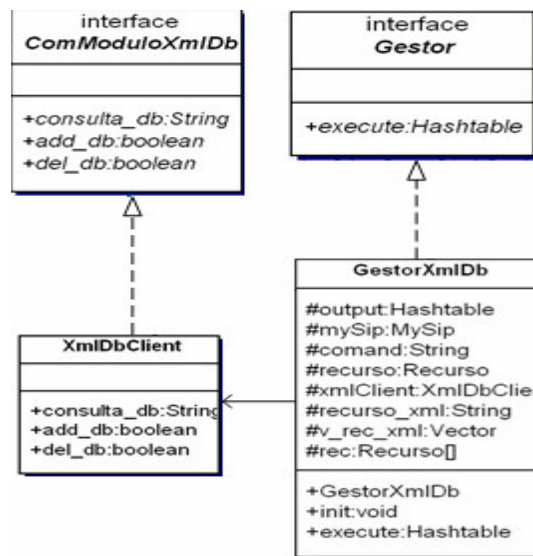 interface
ComModuloXmlDb
+consulta_db:String
+add_db:boolean
+del_db:boolean
interface
Gestor
+execute:Hashtable
XmlDbClient
+consulta_db:String
+add_db:boolean
+del_db:boolean
GestorXmlDb
#output:Hashtable
#mySip:MySip
#comand:String
#recurso:Recurso
#xmlClient:XmlDbClie
#recurso_xml:String
#v_rec_xml:Vector
#rec:Recurso[]
+GestorXmlDb
+init:void
+execute:Hashtable